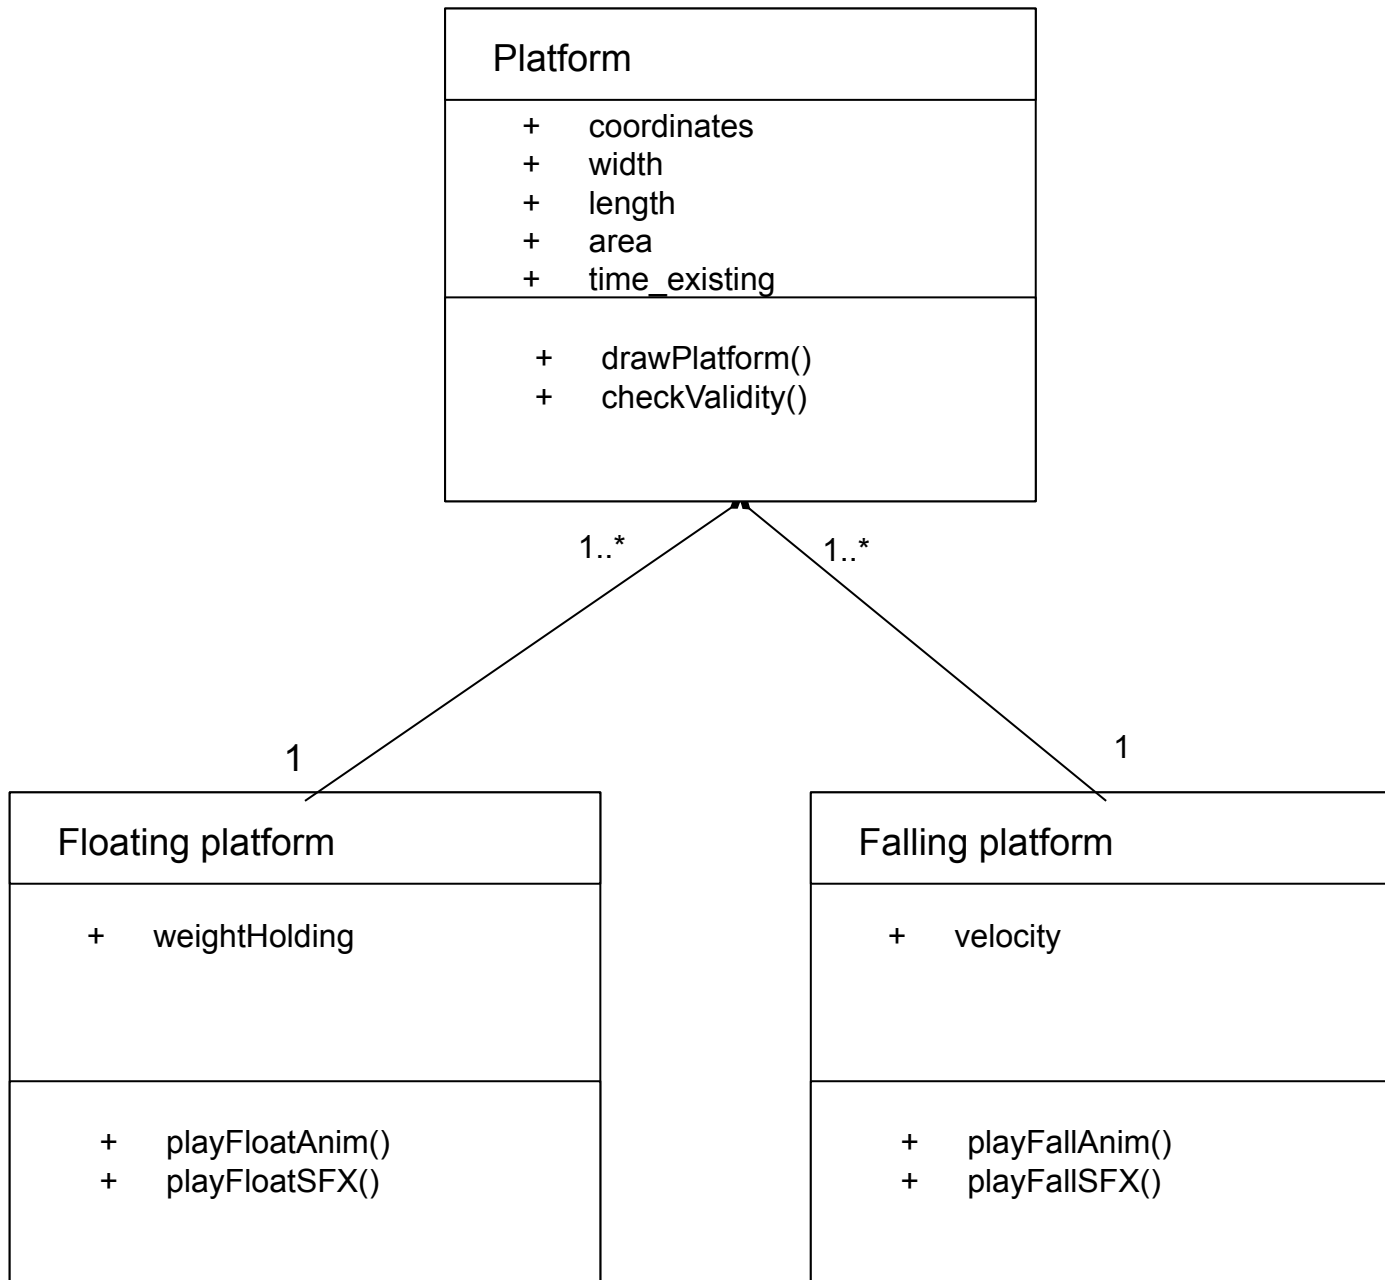 Platform
+ coordinates
+ width
+ length
+ area
+ time_existing
+ drawPlatform()
+ checkValidity()
1..* 1..*
1 1
Floating platform
+ weightHolding
+ playFloatAnim()
+ playFloatSFX()
Falling platform
+ velocity
+ playFallAnim()
+ playFallSFX()